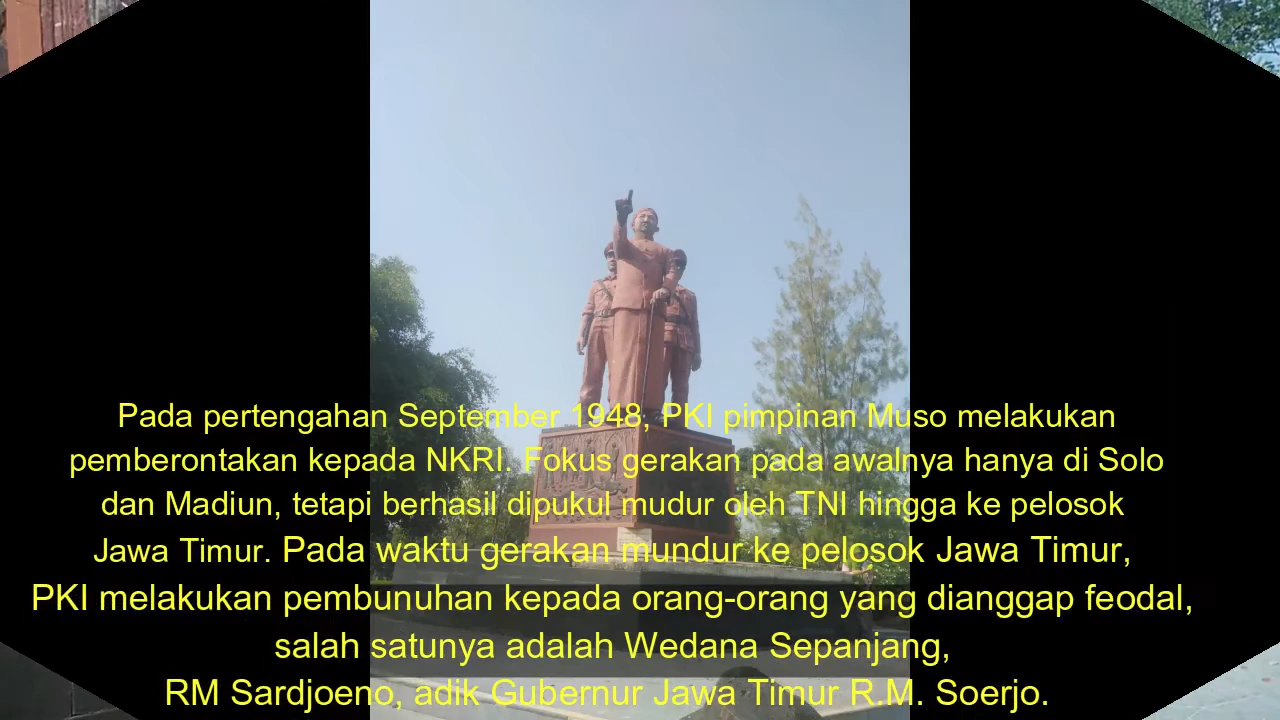 Pada pertengahan September 1948, PKI pimpinan Muso melakukan
pemberontakan kepada NKRI. Fokus gerakan pada awalnya hanya di Solo
dan Madiun, tetapi berhasil dipukul mudur oleh TNI hingga ke pelosok
Jawa Timur. Pada waktu gerakan mundur ke pelosok Jawa Timur,
PKI melakukan pembunuhan kepada orang-orang yang dianggap feodal,
salah satunya adalah Wedana Sepanjang,
RM Sardjoeno, adik Gubernur Jawa Timur R.M. Soerjo.